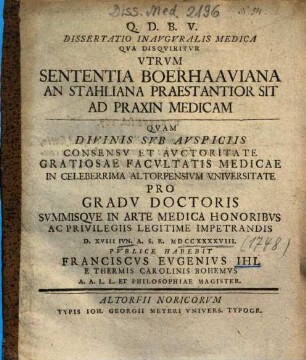 Diss. Med. 2196
Q. D. B. V.
DISSERTATIO INAVGVRALIS MEDICA
QVA DISQVIRITVR
VTRVM
SENTENTIA BOERHAAVIANA
AN STAHLIANA PRAESTANTIOR SIT
AD PRAXIN MEDICAM
QVAM
DIVINIS SVB AVSPICIIS
CONSENSV ET AVCTORITATE
GRATIOSAE FACVLTATIS MEDICAE
IN CELEBERRIMA ALTORPENSIVM VNIVERSITATE
PRO
GRADV DOCTORIS
SVMMISQVE IN ARTE MEDICA HONORIBVS
AC PRIVILEGIIS LEGITIME IMPETRANDIS
D. XVIII IVN. A. S. R. MDCCXXXXVIII.
(1748)
PVBLICE HABEBIT
FRANCISCVS EVGENIVS IHL
E THERMIS CAROLINIS BOHEMVS
A. A. L. L. ET PHILOSOPHIAE MAGISTER.
ALTORFII NORICORVM
TYPIS IOH. GEORGII MEYERI VNIVERS. TYPOGR.